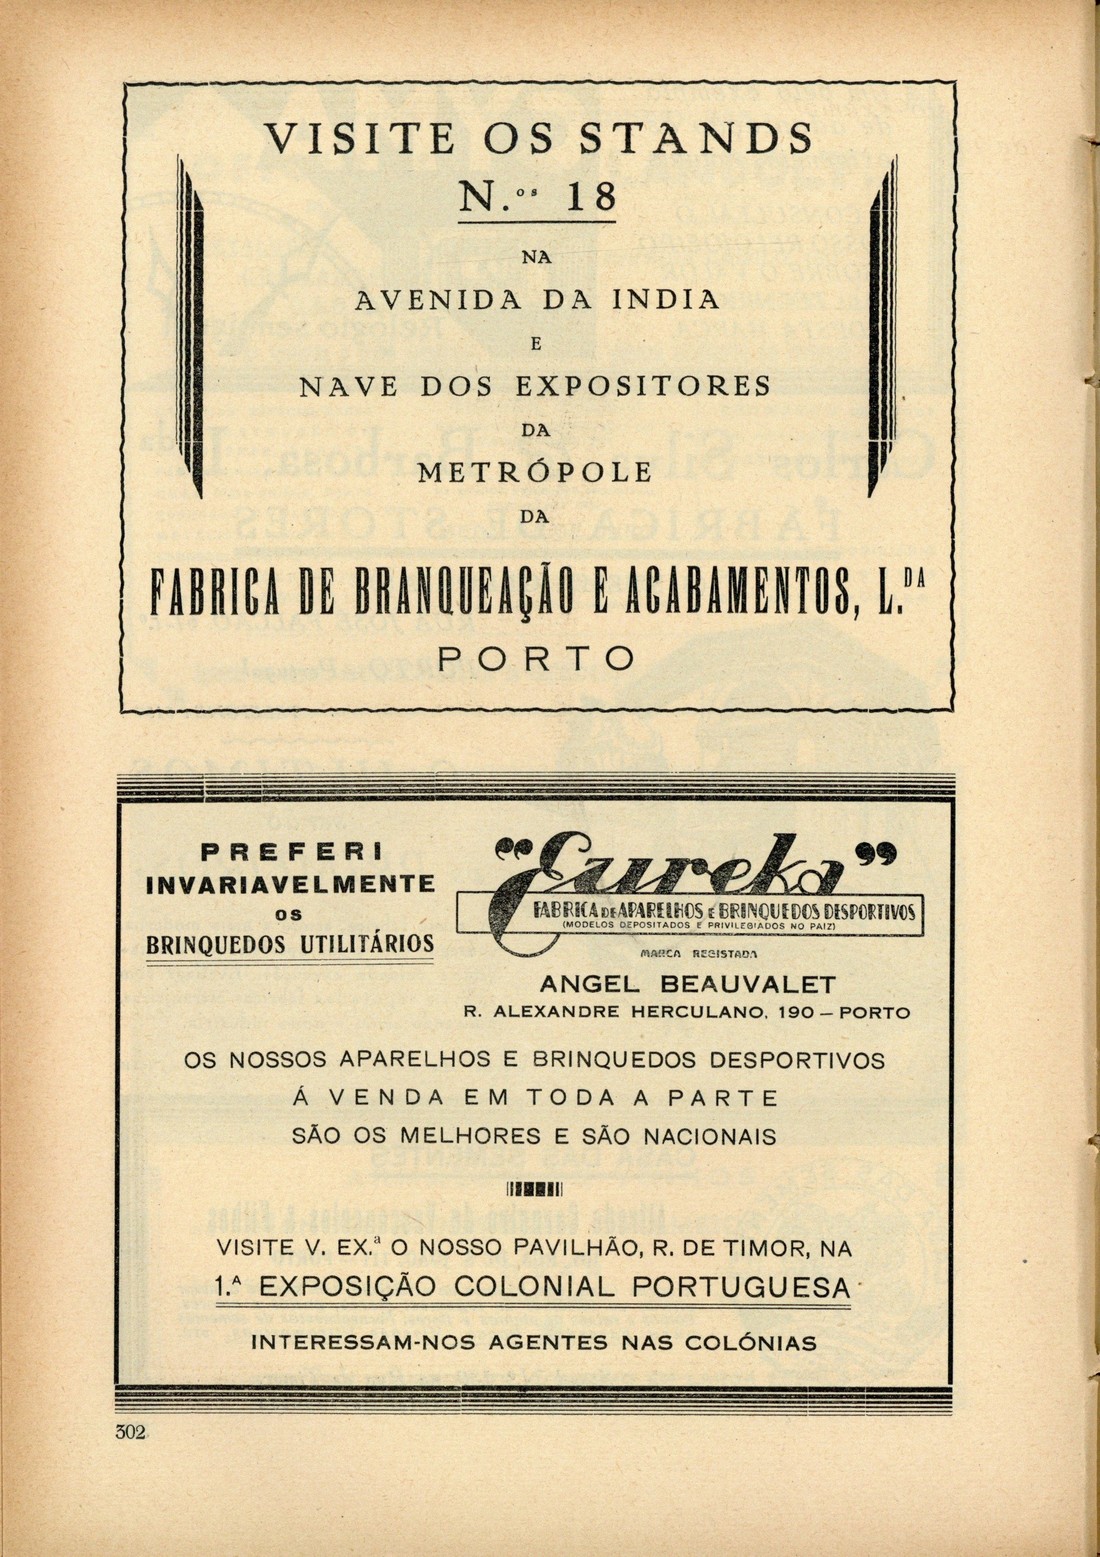 VISITE OS STANDS
N.ºˢ 18
NA
AVENIDA DA INDIA
E
NAVE DOS EXPOSITORES
DA
METRÓPOLE
DA
FABRICA DE BRANQUEAÇÃO E ACABAMENTOS, L.DA
PORTO
PREFERI
INVARIAVELMENTE
OS
BRINQUEDOS UTILITÁRIOS
"Eureka"
FABRICA DE APARELHOS E BRINQUEDOS DESPORTIVOS
(MODELOS DEPOSITADOS E PRIVILEGIADOS NO PAIZ)
MARCA REGISTADA
ANGEL BEAUVALET
R. ALEXANDRE HERCULANO, 190 — PORTO
OS NOSSOS APARELHOS E BRINQUEDOS DESPORTIVOS
Á VENDA EM TODA A PARTE
SÃO OS MELHORES E SÃO NACIONAIS
VISITE V. EX.ª O NOSSO PAVILHÃO, R. DE TIMOR, NA
1.ª EXPOSIÇÃO COLONIAL PORTUGUESA
INTERESSAM-NOS AGENTES NAS COLÓNIAS
302